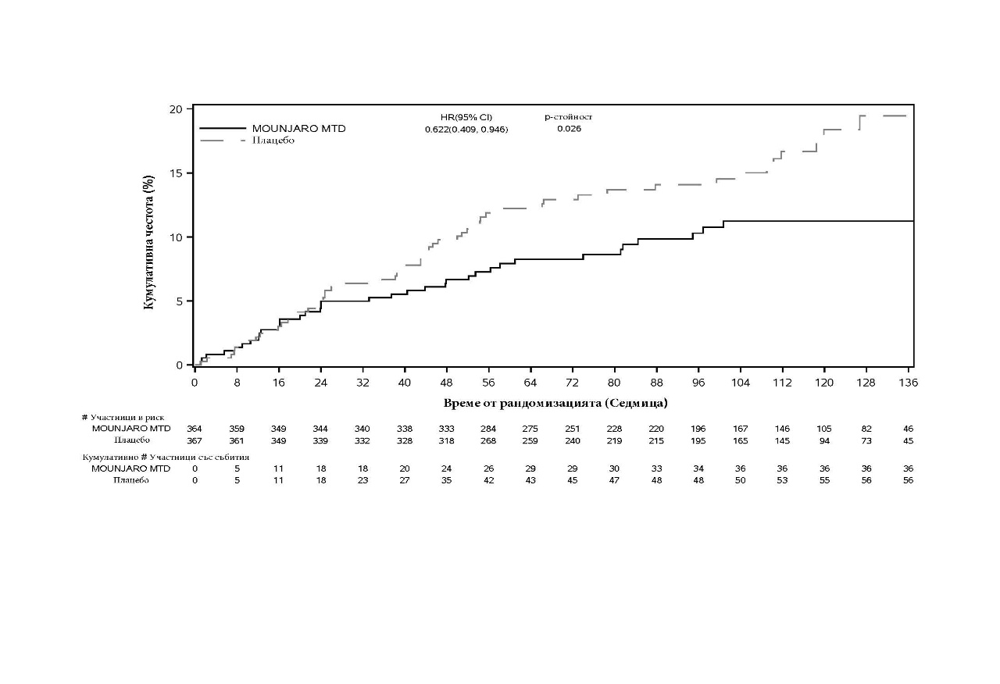 20
HR(95% CI) p-стойност
MOUNJARO MTD 0.622(0.409, 0.946) 0.026
Плацебо
15
Кумулативна честота (%)
10
5
0
0 8 16 24 32 40 48 56 64 72 80 88 96 104 112 120 128 136
Време от рандомизацията (Седмица)
# Участници в риск
MOUNJARO MTD 364 359 349 344 340 338 333 284 275 251 228 220 196 167 146 105 82 46
Плацебо 367 361 349 339 332 328 318 268 259 240 219 215 195 165 145 94 73 45
Кумулативно # Участници със събития
MOUNJARO MTD 0 5 11 18 18 20 24 26 29 29 30 33 34 36 36 36 36 36
Плацебо 0 5 11 18 23 27 35 42 43 45 47 48 48 50 53 55 56 56